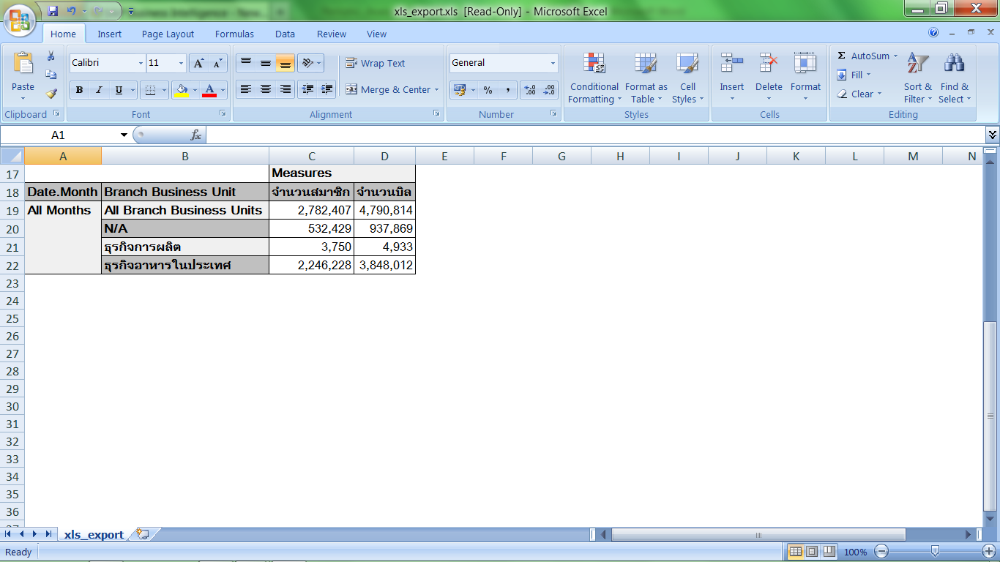 xls_export.xls [Read-Only] - Microsoft Excel
Home Insert Page Layout Formulas Data Review View
Paste
Calibri 11
B I U A
Wrap Text
Merge & Center
General
% ,
Conditional Formatting
Format as Table
Cell Styles
Insert Delete Format
Σ AutoSum
Fill
Clear
Sort & Filter
Find & Select
Clipboard Font Alignment Number Styles Cells Editing
A1 fx
A B C D E F G H I J K L M N
17 Measures
18 Date.Month Branch Business Unit จำนวนสมาชิก จำนวนบิล
19 All Months All Branch Business Units 2,782,407 4,790,814
20 N/A 532,429 937,869
21 ธุรกิจการผลิต 3,750 4,933
22 ธุรกิจอาหารในประเทศ 2,246,228 3,848,012
23
24
25
26
27
28
29
30
31
32
33
34
35
36
xls_export
Ready 100%